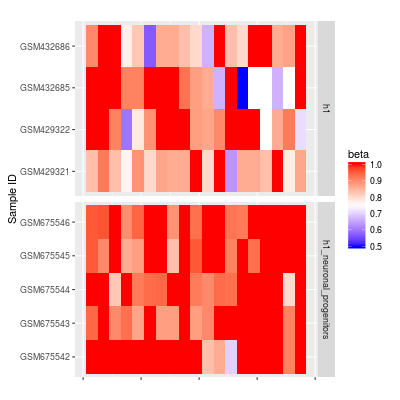 GSM432686
GSM432685
GSM429322
GSM429321
h1
Sample ID
GSM675546
GSM675545
GSM675544
GSM675543
GSM675542
h1_neuronal_progenitors
beta
1.0
0.9
0.8
0.7
0.6
0.5